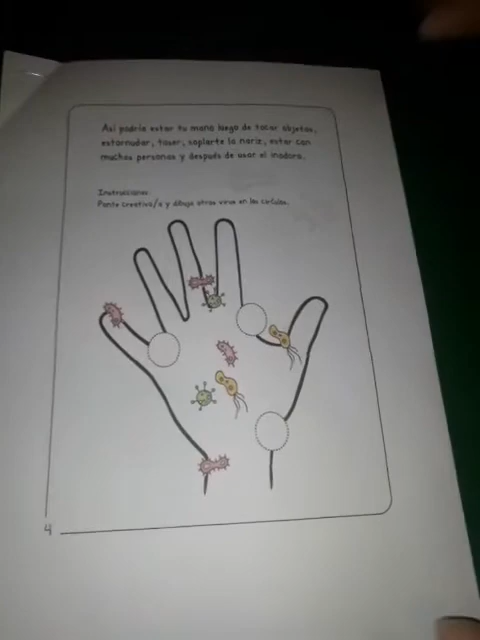 Así podría estar tu mano luego de tocar objetos,
estornudar, toser, soplarte la nariz, estar con
muchas personas y después de usar el inodoro.
Instrucciones:
Ponte creativo/a y dibuja otros virus en los círculos.
4